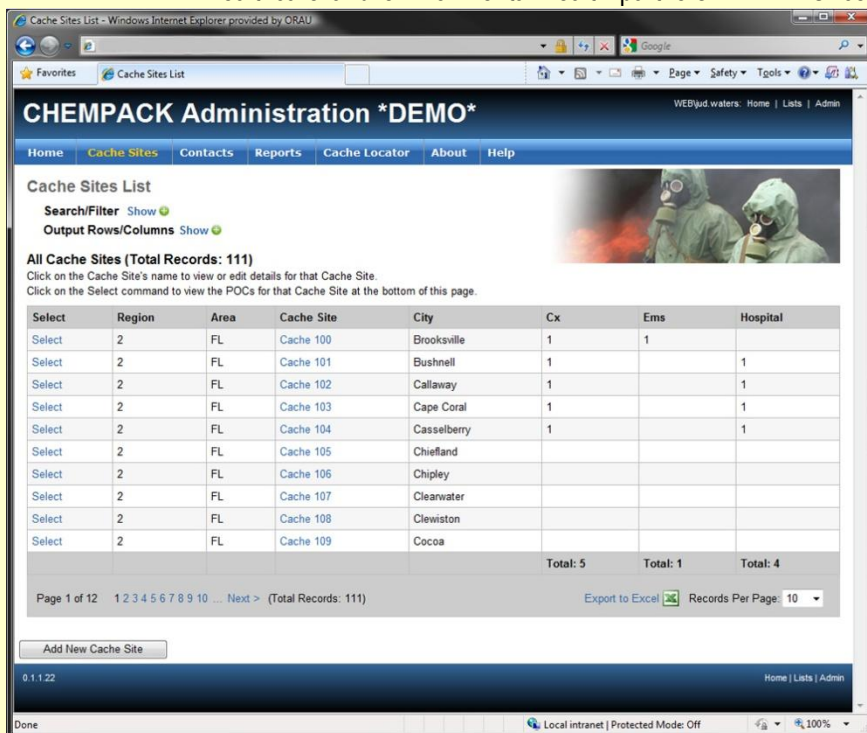 Cache Sites List - Windows Internet Explorer provided by ORAU
Google
Favorites Cache Sites List Page Safety Tools
CHEMPACK Administration *DEMO*
WEB\jud.waters: Home | Lists | Admin
Home Cache Sites Contacts Reports Cache Locator About Help
Cache Sites List
Search/Filter Show
Output Rows/Columns Show
All Cache Sites (Total Records: 111)
Click on the Cache Site's name to view or edit details for that Cache Site.
Click on the Select command to view the POCs for that Cache Site at the bottom of this page.
Select Region Area Cache Site City Cx Ems Hospital
Select 2 FL Cache 100 Brooksville 1 1
Select 2 FL Cache 101 Bushnell 1 1
Select 2 FL Cache 102 Callaway 1 1
Select 2 FL Cache 103 Cape Coral 1 1
Select 2 FL Cache 104 Casselberry 1 1
Select 2 FL Cache 105 Chiefland
Select 2 FL Cache 106 Chipley
Select 2 FL Cache 107 Clearwater
Select 2 FL Cache 108 Clewiston
Select 2 FL Cache 109 Cocoa
Total: 5 Total: 1 Total: 4
Page 1 of 12 1 2 3 4 5 6 7 8 9 10 ... Next > (Total Records: 111) Export to Excel Records Per Page: 10
Add New Cache Site
0.1.1.22 Home | Lists | Admin
Done Local intranet | Protected Mode: Off 100%